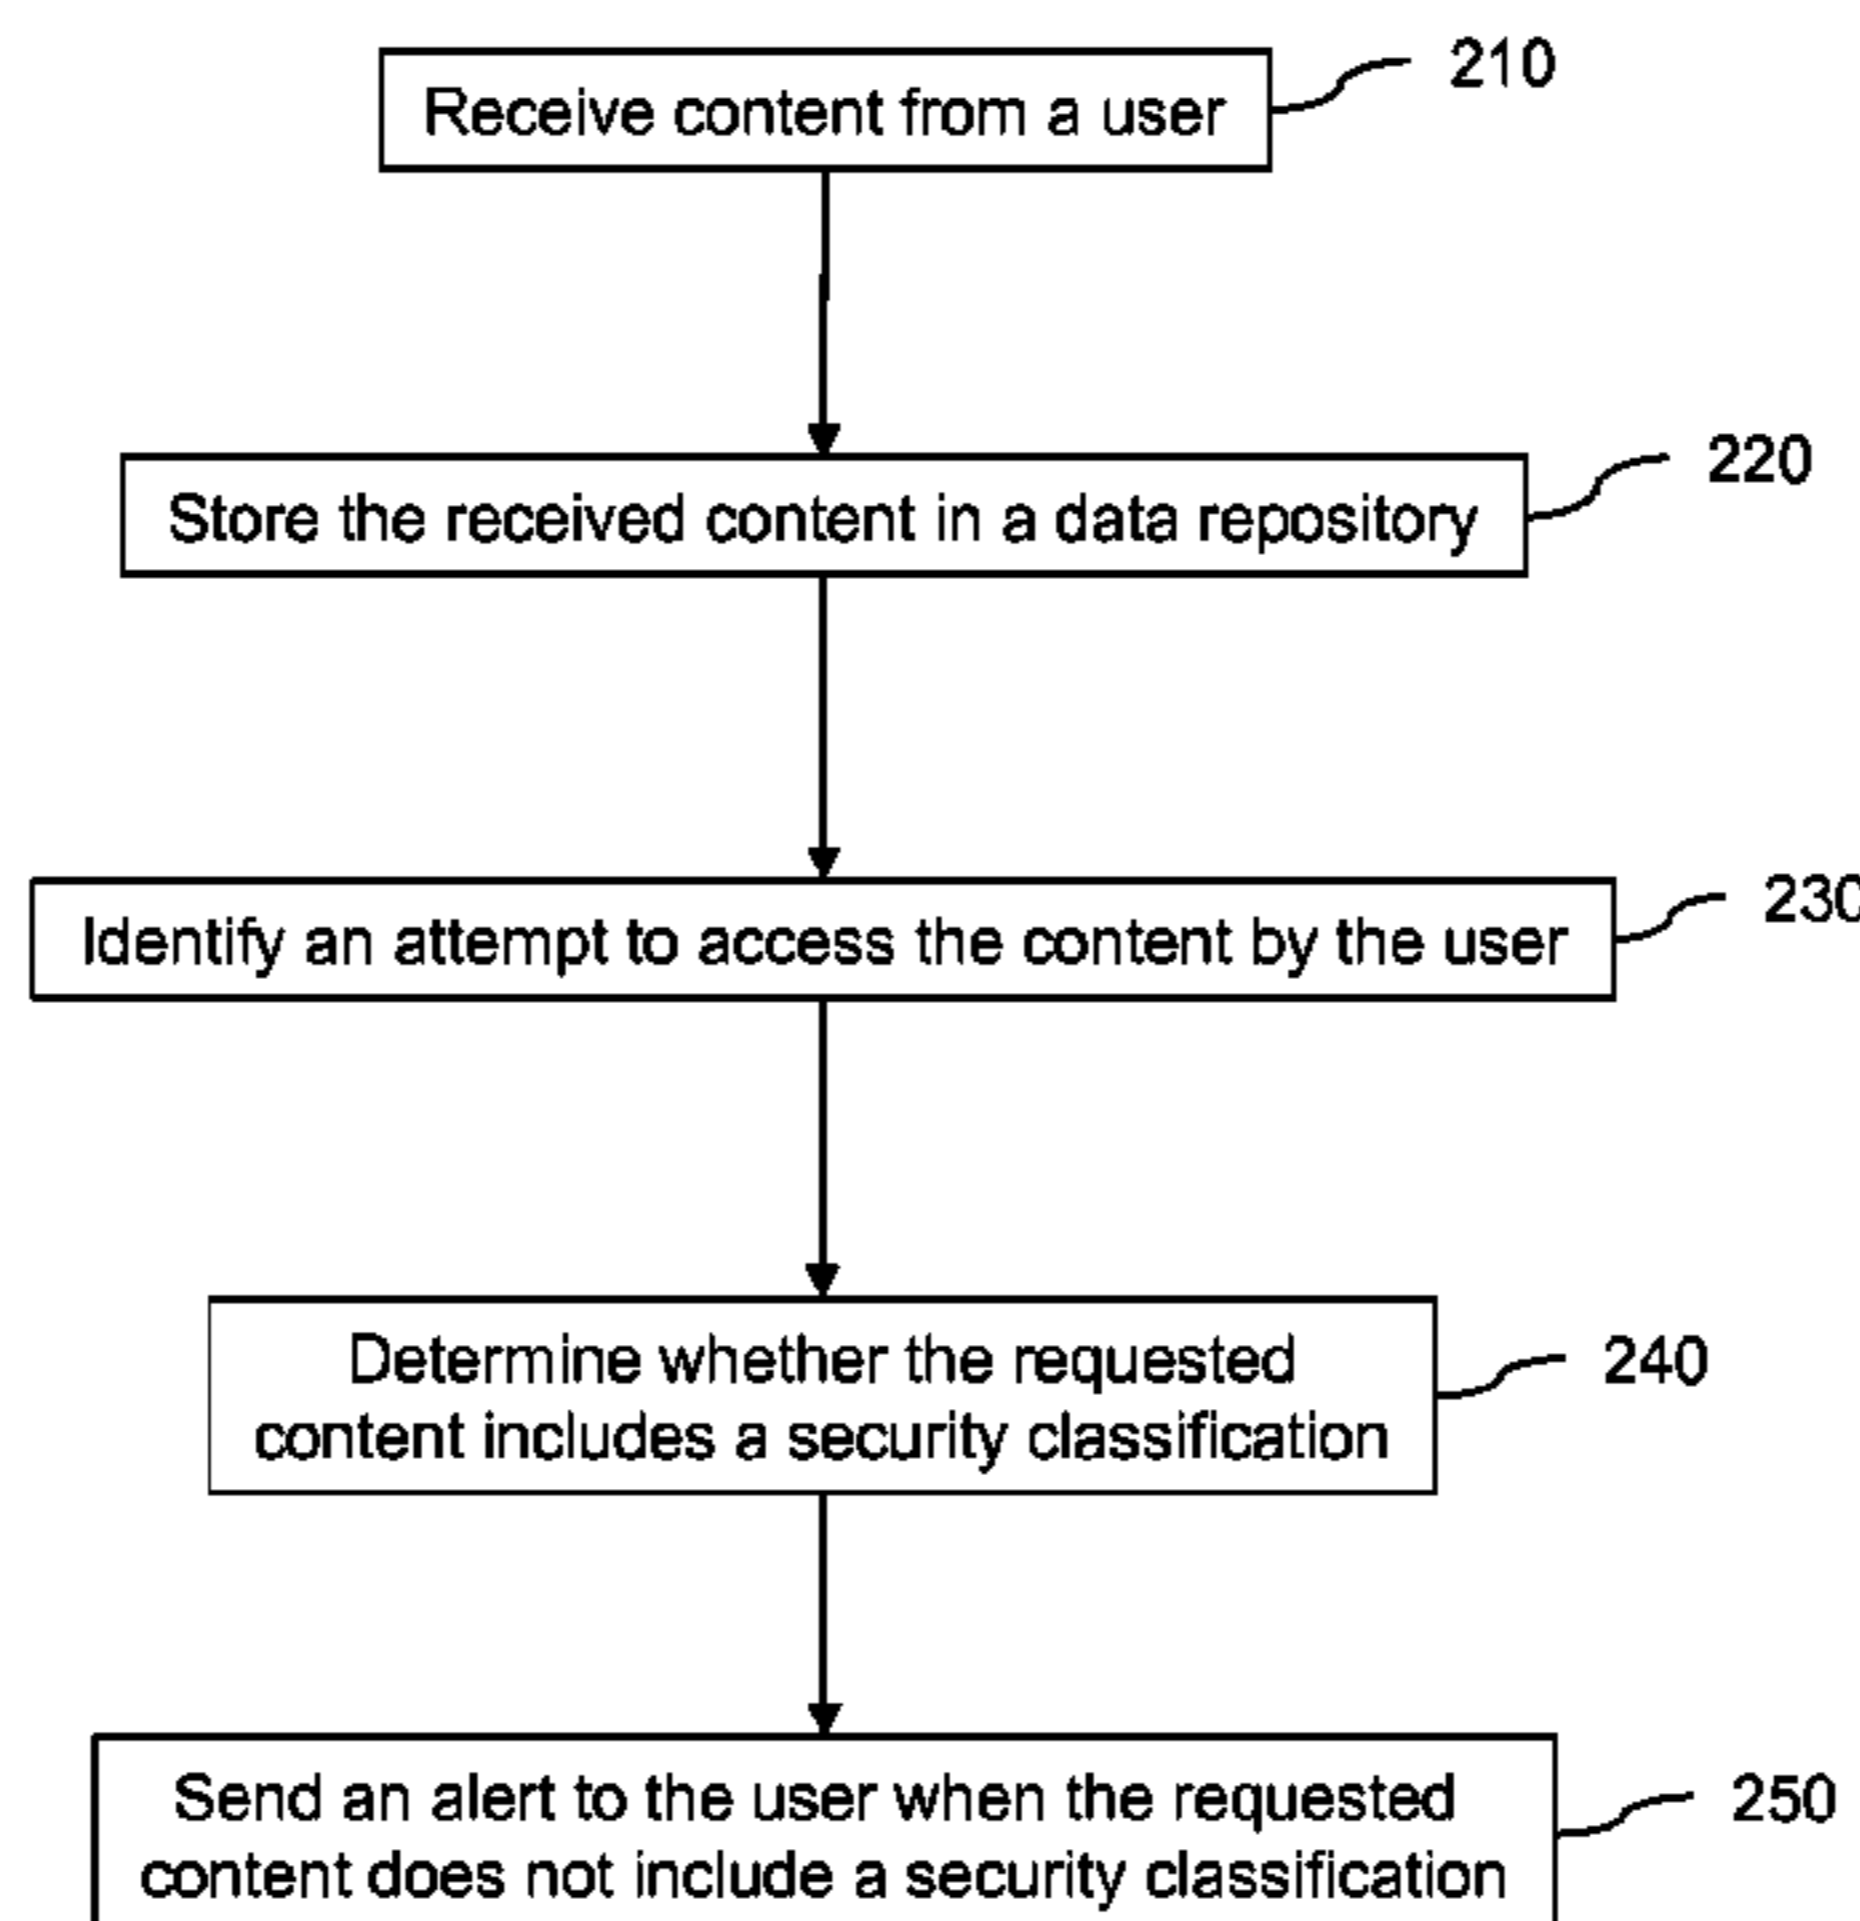 Receive content from a user
210
Store the received content in a data repository
220
Identify an attempt to access the content by the user
230
Determine whether the requested
content includes a security classification
240
Send an alert to the user when the requested
content does not include a security classification
250